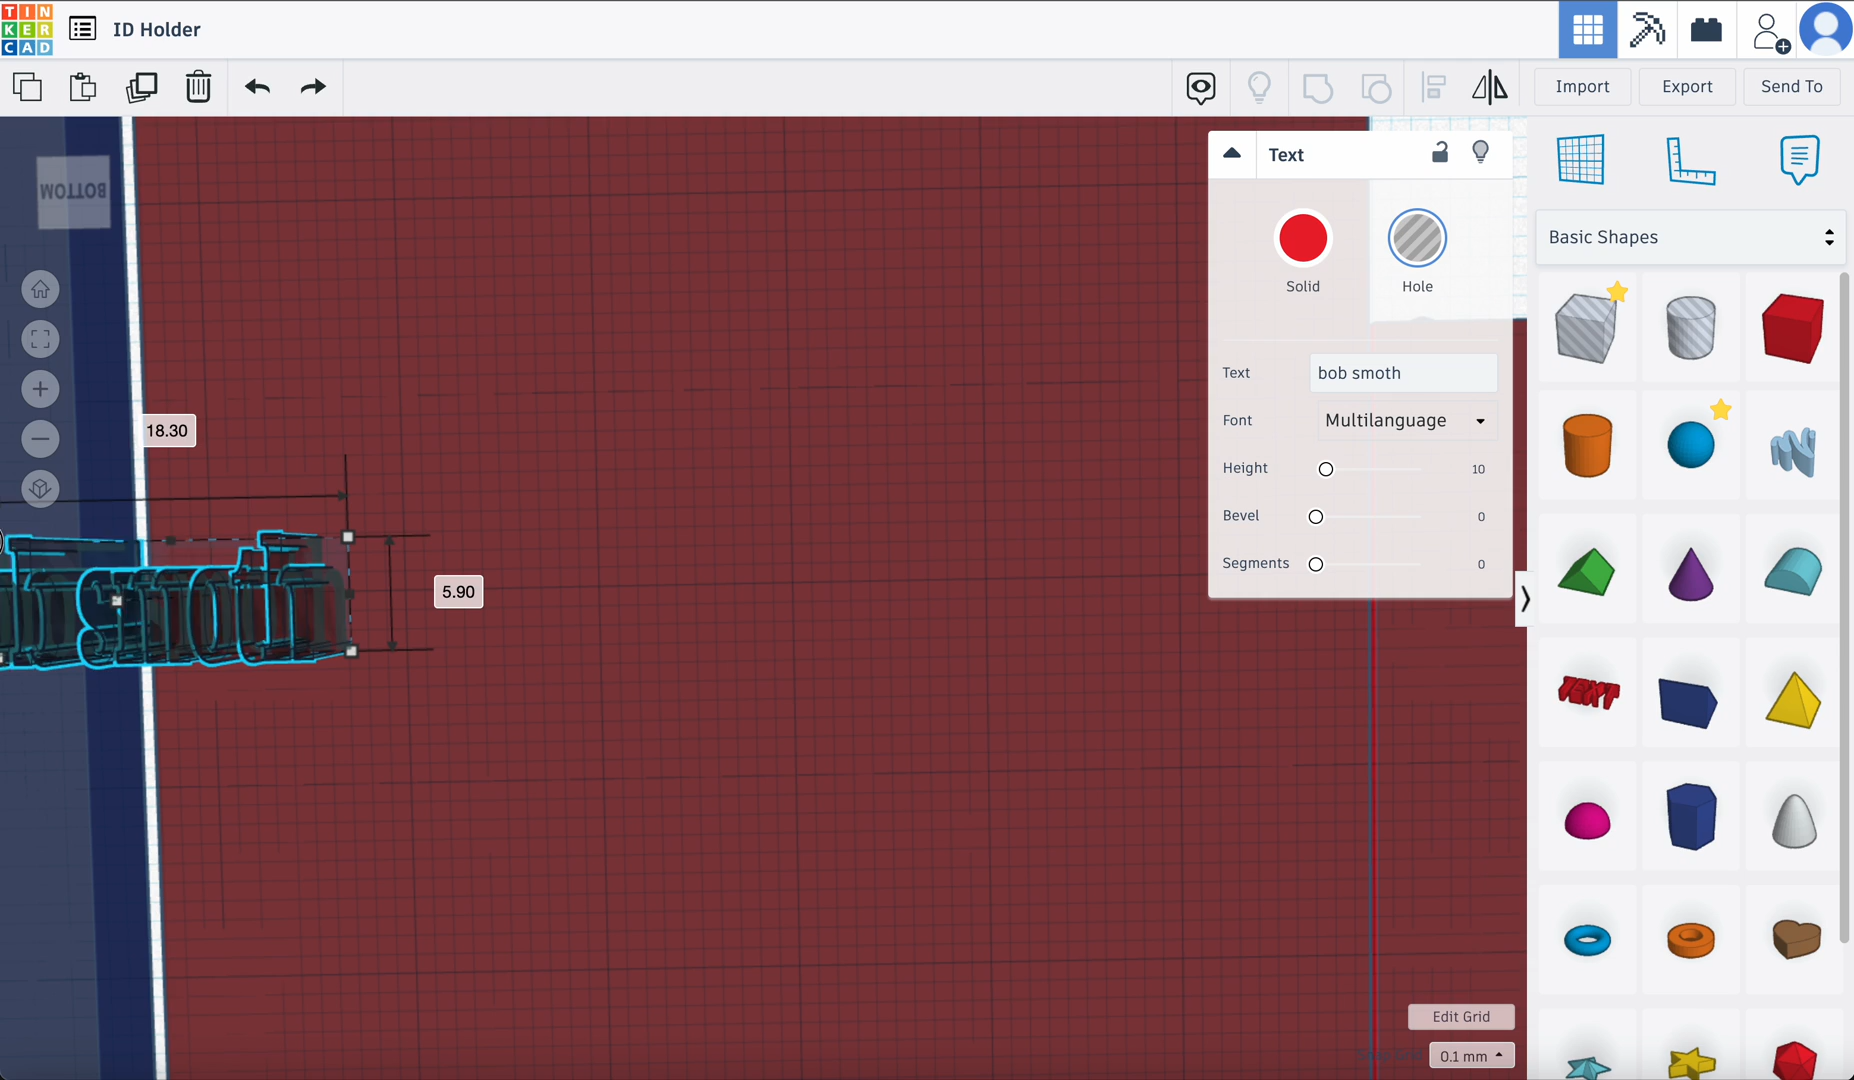 TIN
KER
CAD
ID Holder
Import
Export
Send To
BOTTOM
Text
Solid
Hole
Text
bob smoth
Font
Multilanguage
Height
10
Bevel
0
Segments
0
18.30
5.90
Basic Shapes
TEXT
Edit Grid
0.1 mm